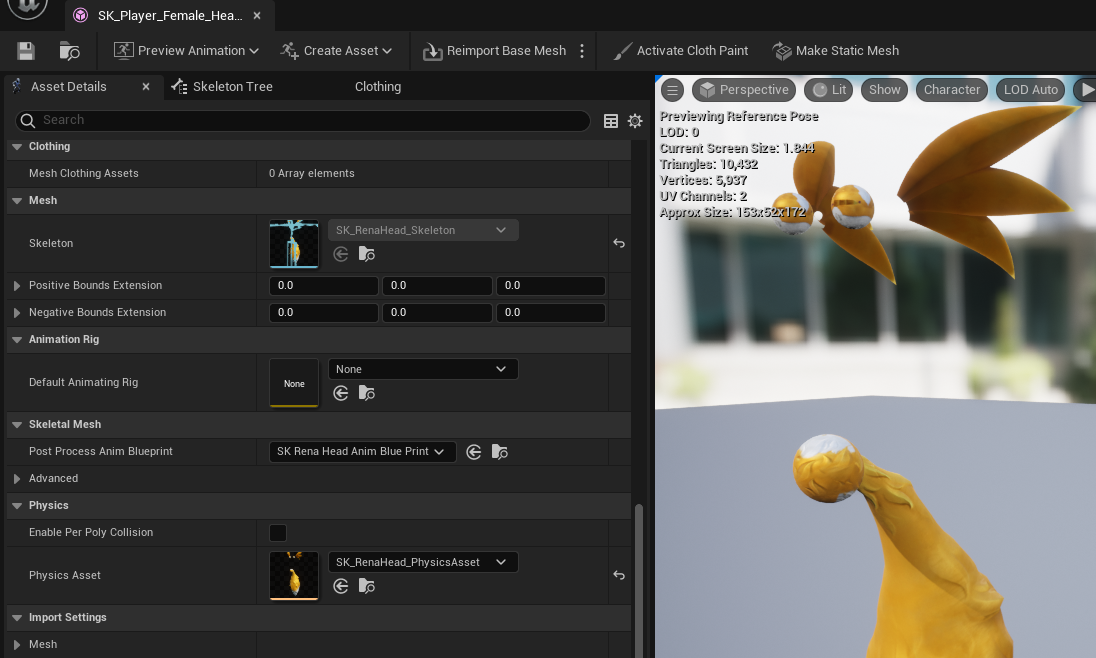 SK_Player_Female_Hea...
Preview Animation
Create Asset
Reimport Base Mesh
Activate Cloth Paint
Make Static Mesh
Asset Details
Skeleton Tree
Clothing
Search
Clothing
Mesh Clothing Assets 0 Array elements
Mesh
Skeleton SK_RenaHead_Skeleton
Positive Bounds Extension 0.0 0.0 0.0
Negative Bounds Extension 0.0 0.0 0.0
Animation Rig
Default Animating Rig None None
Skeletal Mesh
Post Process Anim Blueprint SK Rena Head Anim Blue Print
Advanced
Physics
Enable Per Poly Collision
Physics Asset SK_RenaHead_PhysicsAsset
Import Settings
Mesh
Perspective Lit Show Character LOD Auto
Previewing Reference Pose
LOD: 0
Current Screen Size: 1.844
Triangles: 10,432
Vertices: 5,937
UV Channels: 2
Approx Size: 153x52x172